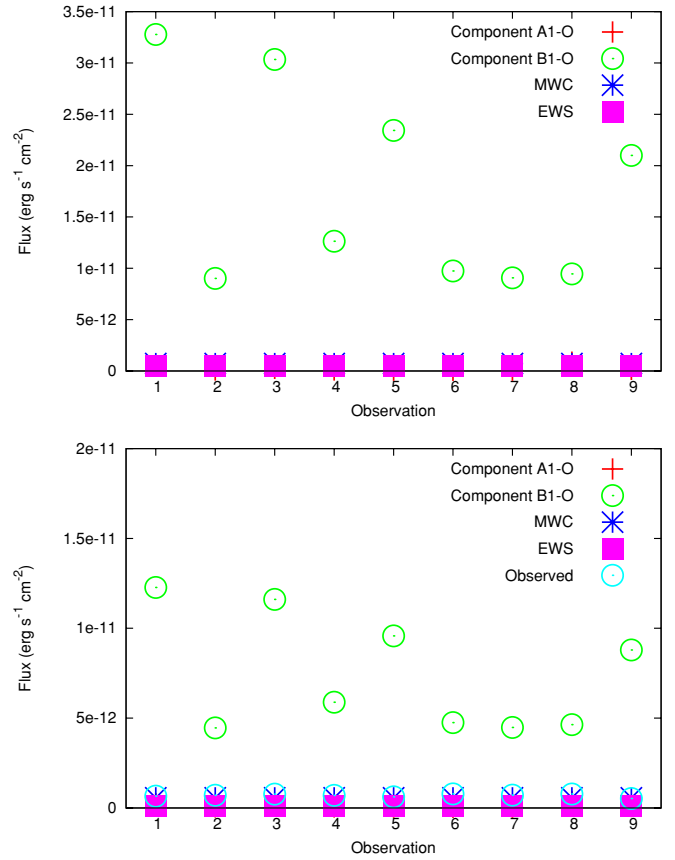 3.5e-11
3e-11
2.5e-11
2e-11
1.5e-11
1e-11
5e-12
0
Flux (erg s-1 cm-2)
Component A1-O
Component B1-O
MWC
EWS
1 2 3 4 5 6 7 8 9
Observation
2e-11
1.5e-11
1e-11
5e-12
0
Flux (erg s-1 cm-2)
Component A1-O
Component B1-O
MWC
EWS
Observed
1 2 3 4 5 6 7 8 9
Observation